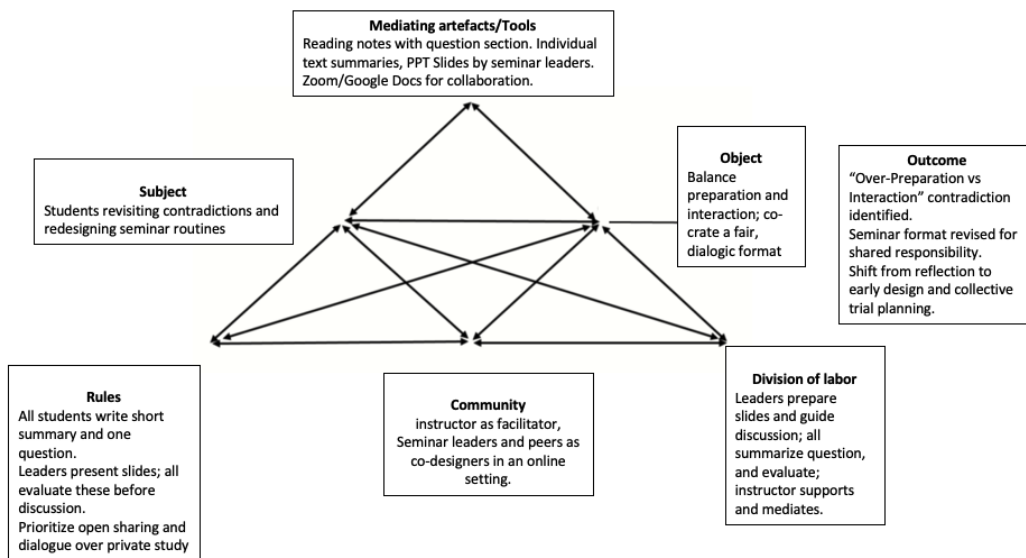 Mediating artefacts/Tools
Reading notes with question section. Individual
text summaries, PPT Slides by seminar leaders.
Zoom/Google Docs for collaboration.
Subject
Students revisiting contradictions and
redesigning seminar routines
Object
Balance
preparation and
interaction; co-
crate a fair,
dialogic format
Outcome
“Over-Preparation vs
Interaction” contradiction
identified.
Seminar format revised for
shared responsibility.
Shift from reflection to
early design and collective
trial planning.
Rules
All students write short
summary and one
question.
Leaders present slides; all
evaluate these before
discussion.
Prioritize open sharing and
dialogue over private study
Community
instructor as facilitator,
Seminar leaders and peers as
co-designers in an online
setting.
Division of labor
Leaders prepare
slides and guide
discussion; all
summarize question,
and evaluate;
instructor supports
and mediates.